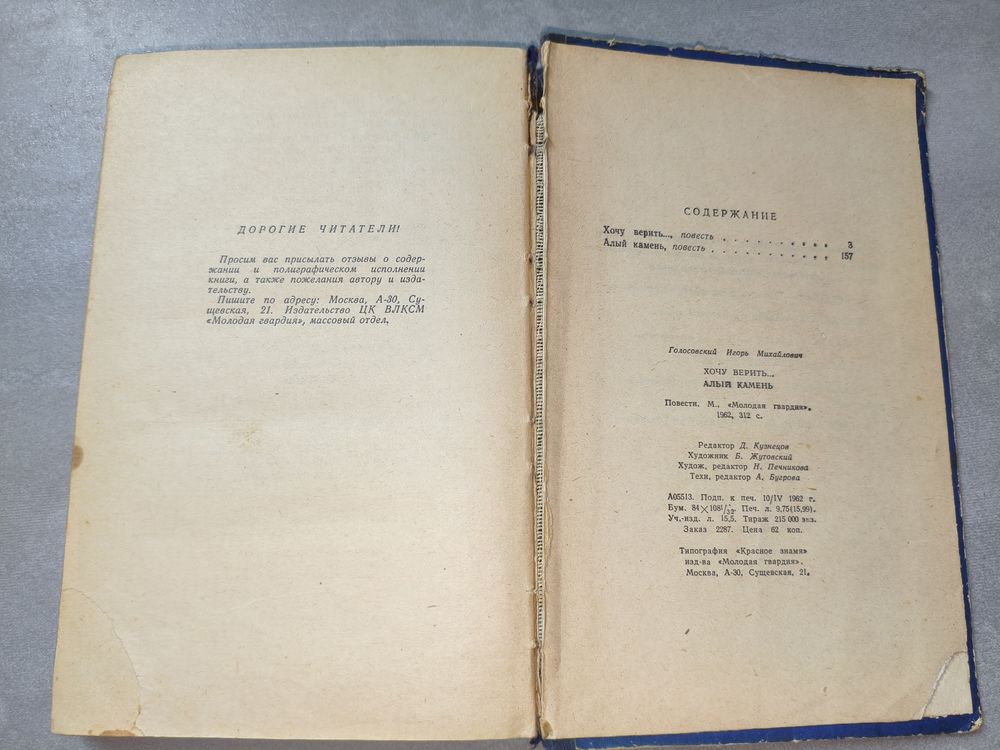 ДОРОГИЕ ЧИТАТЕЛИ!
Просим вас присылать отзывы о содер-
жании и полиграфическом исполнении
книги, а также пожелания автору и изда-
тельству.
Пишите по адресу: Москва, А-30, Су-
щевская, 21. Издательство ЦК ВЛКСМ
«Молодая гвардия», массовый отдел.
СОДЕРЖАНИЕ
Хочу верить..., повесть . . . . . . . . . 3
Алый камень, повесть . . . . . . . . . . 157
Голосовский Игорь Михайлович
ХОЧУ ВЕРИТЬ...
АЛЫЙ КАМЕНЬ
Повести. М., «Молодая гвардия»,
1962, 312 с.
Редактор Д. Кузнецов
Художник Б. Жутовский
Худож. редактор Н. Печникова
Техн. редактор А. Бугрова
А05513. Подп. к печ. 10/IV 1962 г.
Бум. 84×108¹/₃₂. Печ. л. 9,75(15,99).
Уч.-изд. л. 15,5. Тираж 215 000 экз.
Заказ 2287. Цена 62 коп.
Типография «Красное знамя»
изд-ва «Молодая гвардия».
Москва, А-30, Сущевская, 21.